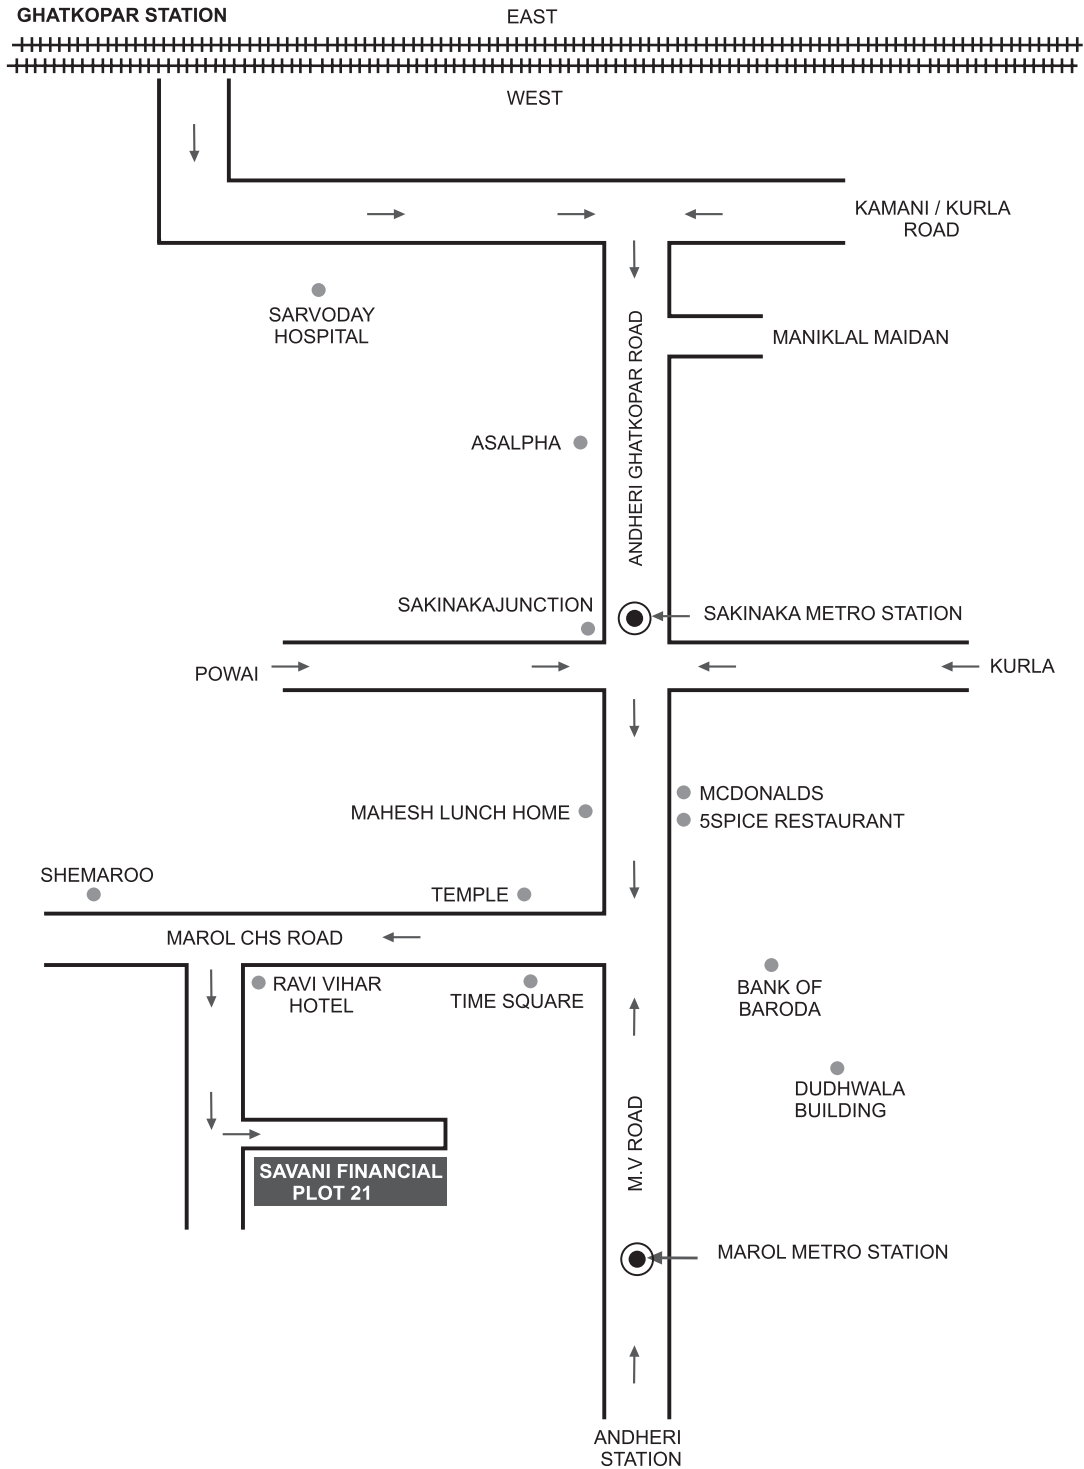 GHATKOPAR STATION
EAST
WEST
KAMANI / KURLA
ROAD
SARVODAY
HOSPITAL
MANIKLAL MAIDAN
ANDHERI GHATKOPAR ROAD
ASALPHA
SAKINAKAJUNCTION
SAKINAKA METRO STATION
POWAI
KURLA
MCDONALDS
MAHESH LUNCH HOME
5SPICE RESTAURANT
SHEMAROO
TEMPLE
MAROL CHS ROAD
RAVI VIHAR
HOTEL
TIME SQUARE
BANK OF
BARODA
DUDHWALA
BUILDING
M.V ROAD
SAVANI FINANCIAL
PLOT 21
MAROL METRO STATION
ANDHERI
STATION